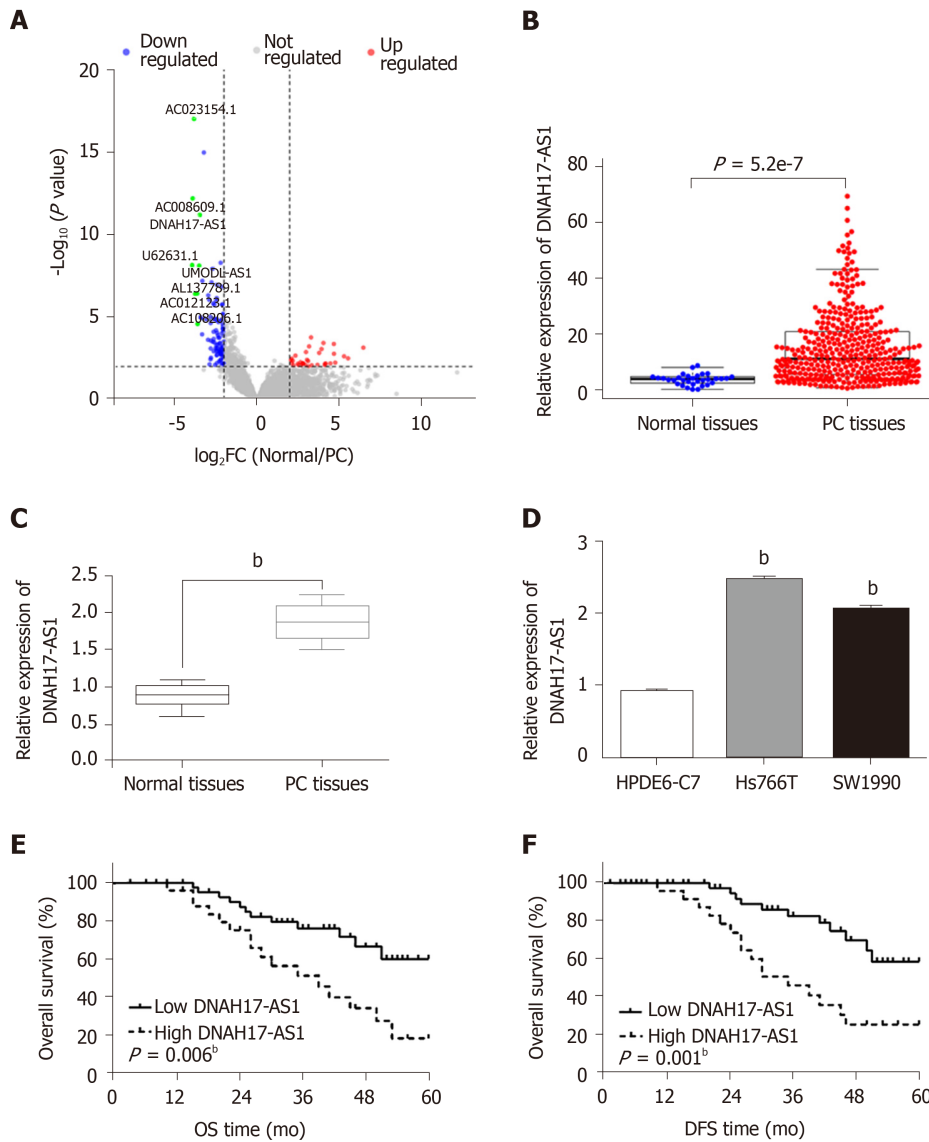 A
Down regulated
Not regulated
Up regulated
20
15
10
5
0
-Log10 (P value)
AC023154.1
AC008609.1
DNAH17-AS1
U62631.1
UMODL-AS1
AL137789.1
AC012123.1
AC108206.1
-5
0
5
10
log2FC (Normal/PC)
B
Relative expression of DNAH17-AS1
80
60
40
20
0
P = 5.2e-7
Normal tissues
PC tissues
C
Relative expression of
DNAH17-AS1
2.5
2.0
1.5
1.0
0.5
0.0
b
Normal tissues
PC tissues
D
Relative expression of
DNAH17-AS1
3
2
1
0
b
b
HPDE6-C7
Hs766T
SW1990
E
Overall survival (%)
100
80
60
40
20
0
Low DNAH17-AS1
High DNAH17-AS1
P = 0.006b
0
12
24
36
48
60
OS time (mo)
F
Overall survival (%)
100
80
60
40
20
0
Low DNAH17-AS1
High DNAH17-AS1
P = 0.001b
0
12
24
36
48
60
DFS time (mo)